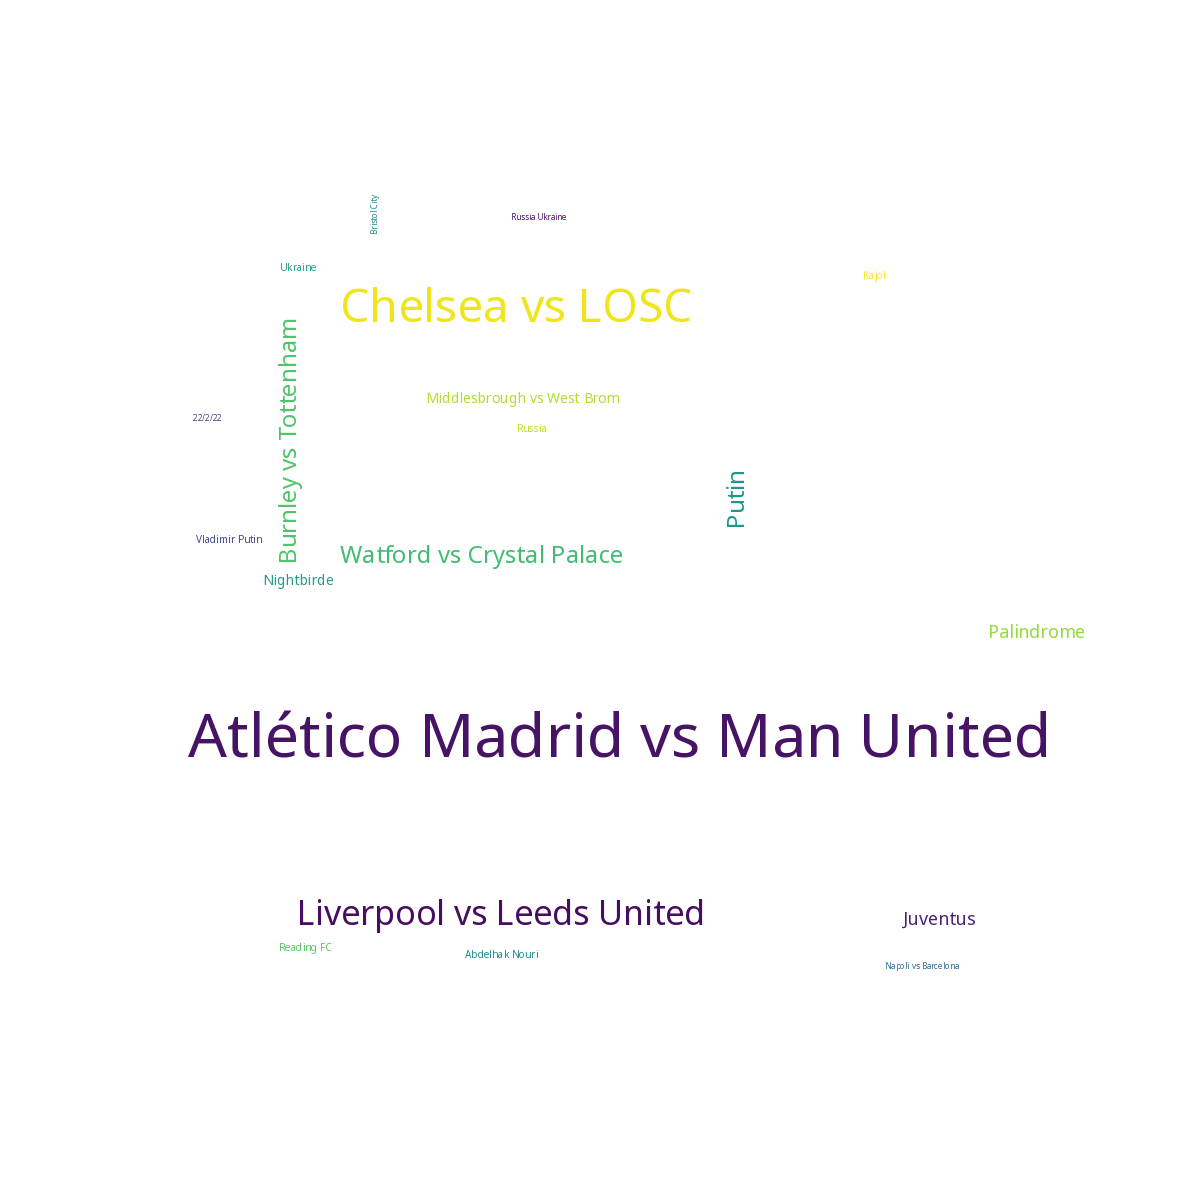 Bristol City
Russia Ukraine
Ukraine
Kajol
Chelsea vs LOSC
Burnley vs Tottenham
Middlesbrough vs West Brom
22/2/22
Russia
Putin
Vladimir Putin
Watford vs Crystal Palace
Nightbirde
Palindrome
Atlético Madrid vs Man United
Liverpool vs Leeds United
Juventus
Reading FC
Abdelhak Nouri
Napoli vs Barcelona